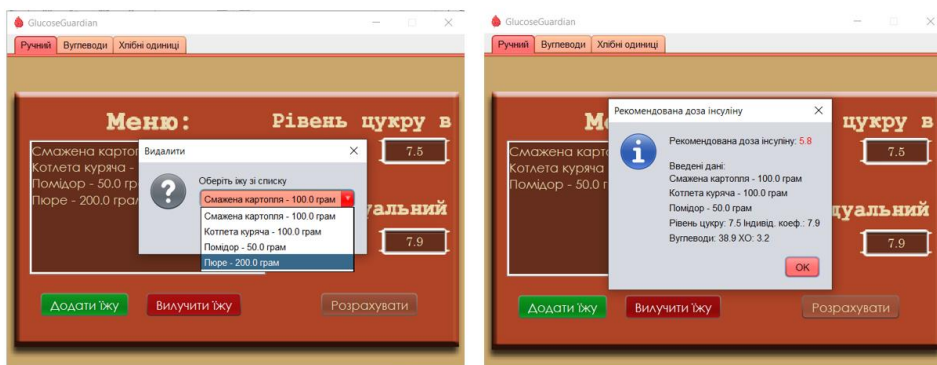 GlucoseGuardian
Ручний Вуглеводи Хлібні одиниці
Меню:
Рівень цукру в
Смажена картоп
Котлета куряча -
Помідор - 50.0 гр
Пюре - 200.0 грам
7.5
Видалити
Оберіть їжу зі списку
Смажена картопля - 100.0 грам
Смажена картопля - 100.0 грам
Котлета куряча - 100.0 грам
Помідор - 50.0 грам
Пюре - 200.0 грам
7.9
Додати їжу
Вилучити їжу
Розрахувати
GlucoseGuardian
Ручний Вуглеводи Хлібні одиниці
цукру в
Смажена карто
Котлета куряча
Помідор - 50.0 г
7.5
Рекомендована доза інсуліну
Рекомендована доза інсуліну: 5.8
Введені дані:
Смажена картопля - 100.0 грам
Котлета куряча - 100.0 грам
Помідор - 50.0 грам
Рівень цукру: 7.5 Індивід. коеф.: 7.9
Вуглеводи: 38.9 ХО: 3.2
OK
7.9
Додати їжу
Вилучити їжу
Розрахувати